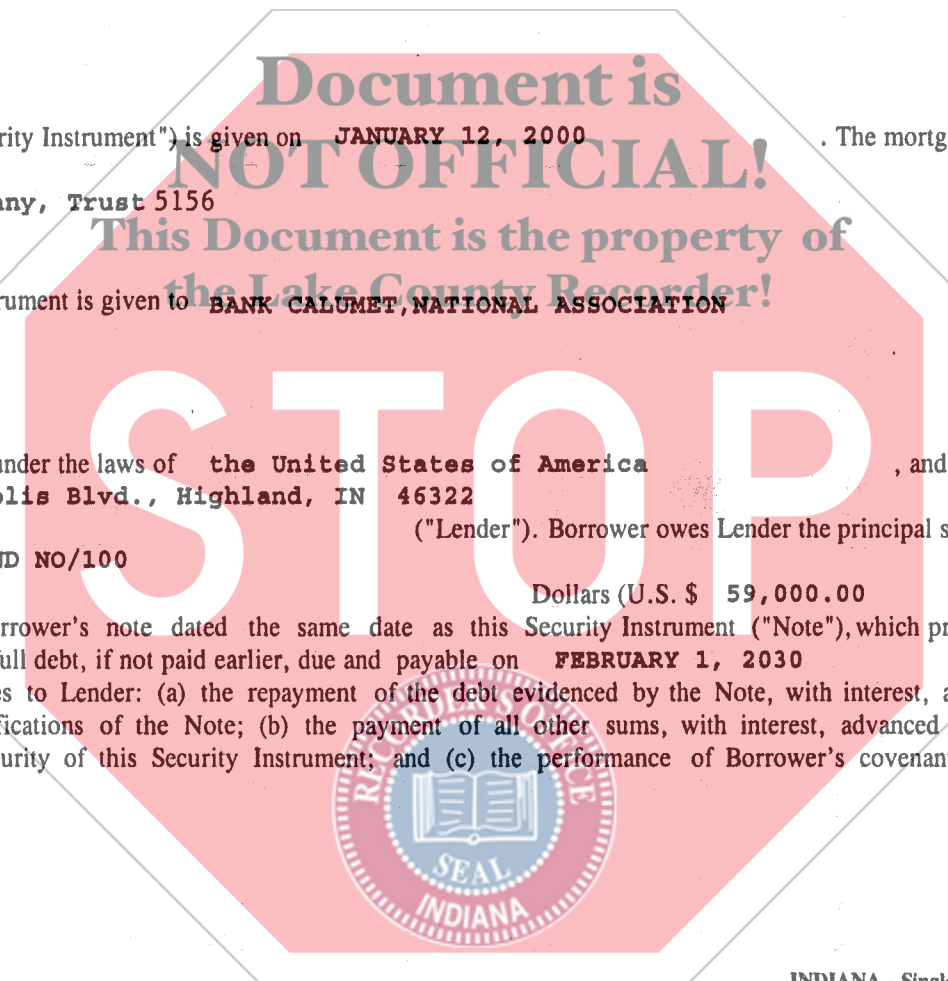 Document is
rity Instrument") is given on JANUARY 12, 2000 . The mortg
NOT OFFICIAL!
any, Trust 5156
This Document is the property of
the Lake County Recorder!
rument is given to BANK CALUMET, NATIONAL ASSOCIATION
STOP
under the laws of the United States of America , and
olis Blvd., Highland, IN 46322
("Lender"). Borrower owes Lender the principal s
ND NO/100
Dollars (U.S. $ 59,000.00
rrower's note dated the same date as this Security Instrument ("Note"), which pr
full debt, if not paid earlier, due and payable on FEBRUARY 1, 2030
es to Lender: (a) the repayment of the debt evidenced by the Note, with interest, a
fications of the Note; (b) the payment of all other sums, with interest, advanced
urity of this Security Instrument; and (c) the performance of Borrower's covenant
RECORDER'S OFFICE
SEAL
INDIANA
INDIANA - Singl